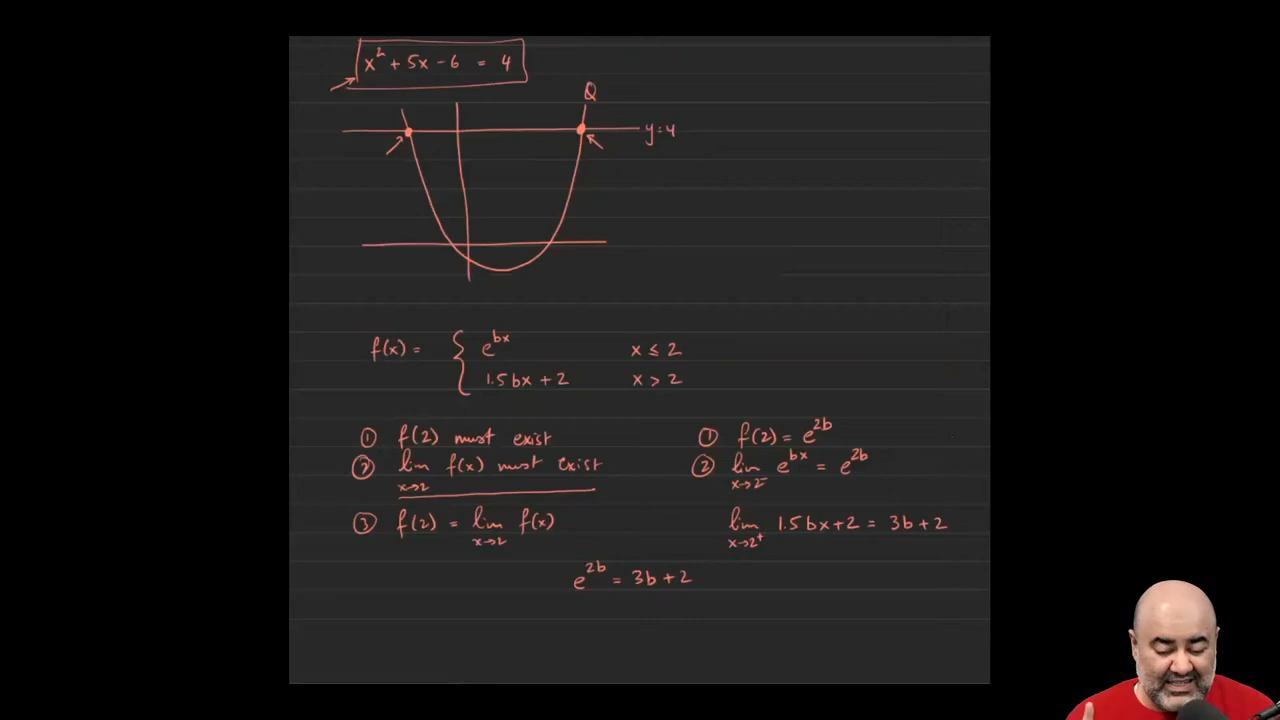 x² + 5x - 6 = 4
Q
y=4
f(x) = { e^{bx} x ≤ 2
1.5bx + 2 x > 2
① f(2) must exist
② lim x→2 f(x) must exist
③ f(2) = lim x→2 f(x)
① f(2) = e^{2b}
② lim x→2⁻ e^{bx} = e^{2b}
lim x→2⁺ 1.5bx+2 = 3b+2
e^{2b} = 3b+2